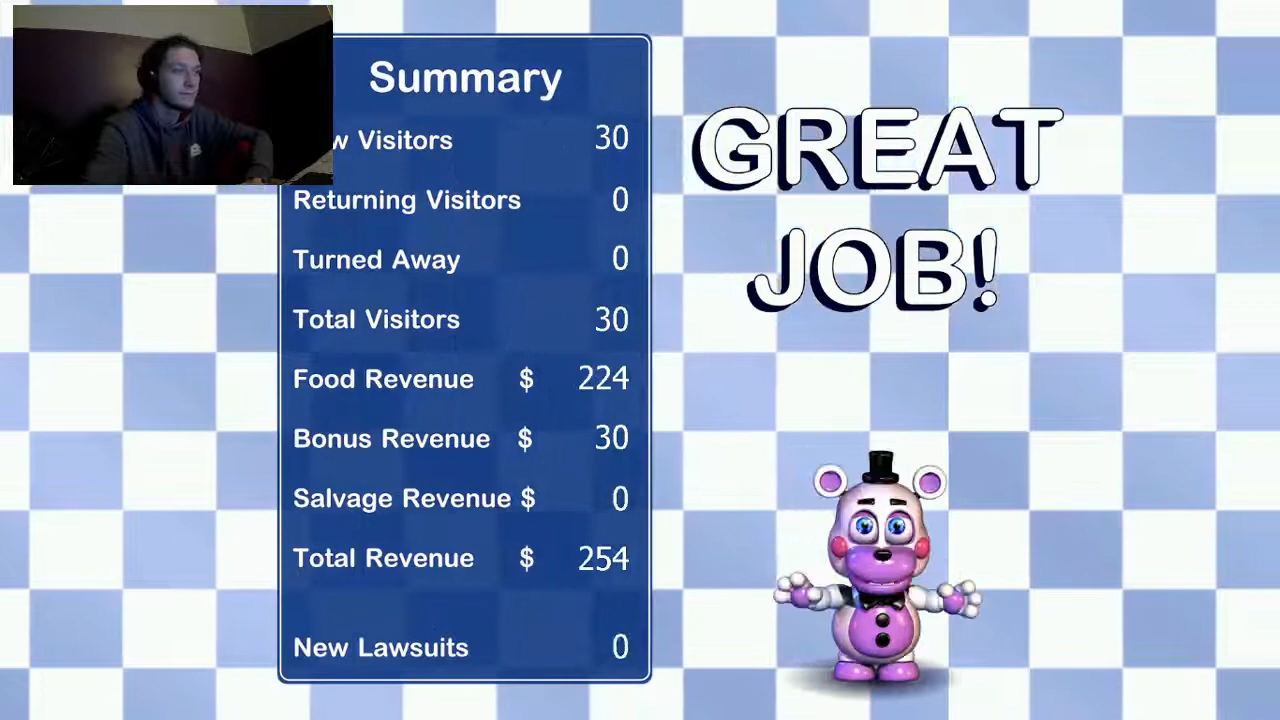 Summary
Visitors 30
Returning Visitors 0
Turned Away 0
Total Visitors 30
Food Revenue $ 224
Bonus Revenue $ 30
Salvage Revenue $ 0
Total Revenue $ 254
New Lawsuits 0
GREAT
JOB!